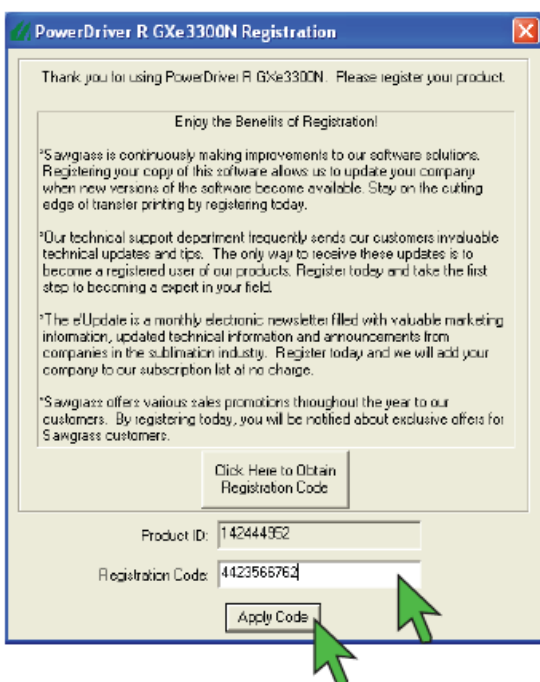 PowerDriver R GXe3300N Registration
Thank you for using PowerDriver R GXe3300N. Please register your product.
Enjoy the Benefits of Registration!
*Sawgrass is continuously making improvements to our software solutions.
Registering your copy of this software allows us to update your company
when new versions of the software become available. Stay on the cutting
edge of transfer printing by registering today.
*Our technical support department frequently sends our customers invaluable
technical updates and tips. The only way to receive these updates is to
become a registered user of our products. Register today and take the first
step to becoming a expert in your field.
*The e'Update is a monthly electronic newsletter filled with valuable marketing
information, updated technical information and announcements from
companies in the sublimation industry. Register today and we will add your
company to our subscription list at no charge.
*Sawgrass offers various sales promotions throughout the year to our
customers. By registering today, you will be notified about exclusive offers for
Sawgrass customers.
Click Here to Obtain
Registration Code
Product ID: 142444952
Registration Code: 4423566762
Apply Code